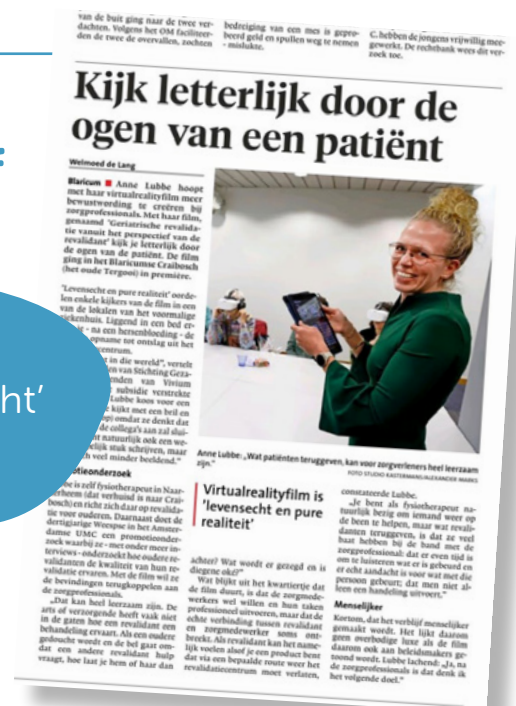 van de buit ging naar de twee ver-
dachten. Volgens het OM faciliteer-
den de twee de overvallen, zochten
bedreiging van een mes is gepro-
beerd geld en spullen weg te nemen
- mislukte.
C. hebben de jongens vrijwillig mee-
gewerkt. De rechtbank wees dit ver-
zoek toe.
Kijk letterlijk door de
ogen van een patiënt
Welmoed de Lang
Blaricum ■ Anne Lubbe hoopt
met haar virtualrealityfilm meer
bewustwording te creëren bij
zorgprofessionals. Met haar film,
genaamd 'Geriatrische revalida-
tie vanuit het perspectief van de
revalidant' kijk je letterlijk door
de ogen van de patiënt. De film
ging in het Blaricumse Craibosch
(het oude Tergooi) in première.
'Levensecht en pure realiteit' oorde-
len enkele kijkers van de film in een
van de lokalen van het voormalige
ziekenhuis. Liggend in een bed er-
- na een hersenbloeding - de
opname tot ontslag uit het
centrum.
in die wereld", vertelt
en van Stichting Geza-
enden van Vivium
subsidie verstrekte
Lubbe koos voor een
kijkt met een bril en
op) omdat ze denkt dat
de collega's aan zal slui-
nt natuurlijk ook een we-
elijk stuk schrijven, maar
ch veel minder beeldend."
otieonderzoek
be is zelf fysiotherapeut in Naar-
derheem (dat verhuisd is naar Crai-
bosch) en richt zich daar op revalida-
tie voor ouderen. Daarnaast doet de
dertigjarige Weespse in het Amster-
damse UMC een promotieonder-
zoek waarbij ze - met onder meer in-
terviews - onderzoekt hoe oudere re-
validanten de kwaliteit van hun re-
validatie ervaren. Met de film wil ze
de bevindingen terugkoppelen aan
de zorgprofessionals.
„Dat kan heel leerzaam zijn. De
arts of verzorgende heeft vaak niet
in de gaten hoe een revalidant een
behandeling ervaart. Als een oudere
gedoucht wordt en de bel gaat om-
dat een andere revalidant hulp
vraagt, hoe laat je hem of haar dan
Anne Lubbe: „Wat patiënten teruggeven, kan voor zorgverleners heel leerzaam
zijn."
FOTO STUDIO KASTERMANS/ALEXANDER MARKS
Virtualrealityfilm is
'levensecht en pure
realiteit'
achter? Wat wordt er gezegd en is
diegene oké?"
Wat blijkt uit het kwartiertje dat
de film duurt, is dat de zorgmede-
werkers wel willen en hun taken
professioneel uitvoeren, maar dat de
echte verbinding tussen revalidant
en zorgmedewerker soms ont-
breekt. Als revalidant kan het name-
lijk voelen alsof je een product bent
dat via een bepaalde route weer het
revalidatiecentrum moet verlaten,
constateerde Lubbe.
„Je bent als fysiotherapeut na-
tuurlijk bezig om iemand weer op
de been te helpen, maar wat revali-
danten teruggeven, is dat ze veel
baat hebben bij de band met de
zorgprofessional: dat er even tijd is
om te luisteren wat er is gebeurd en
er echt aandacht is voor wat met die
persoon gebeurt; dat men niet al-
leen een handeling uitvoert."
Menselijker
Kortom, dat het verblijf menselijker
gemaakt wordt. Het lijkt daarom
geen overbodige luxe als de film
daarom ook aan beleidsmakers ge-
toond wordt. Lubbe lachend: „Ja, na
de zorgprofessionals is dat denk ik
het volgende doel."
ht'